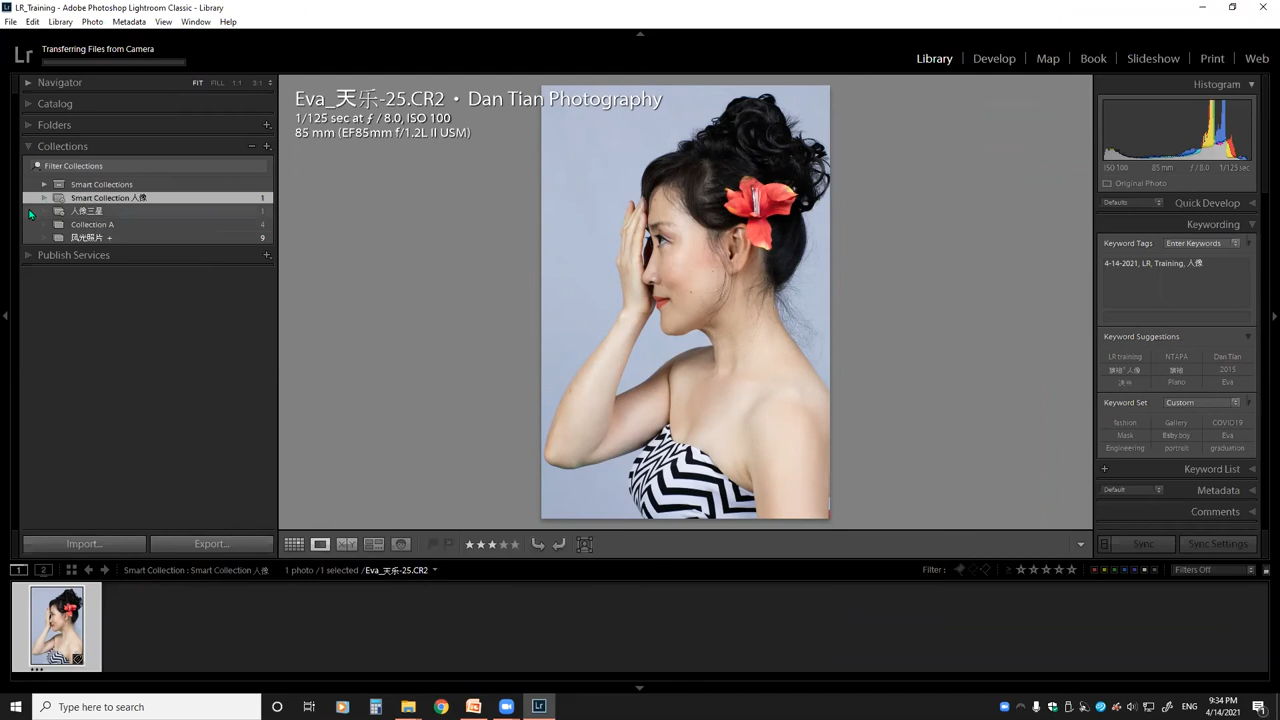 LR_Training - Adobe Photoshop Lightroom Classic - Library
File Edit Library Photo Metadata View Window Help
Lr Transferring Files from Camera
Library Develop Map Book Slideshow Print Web
Navigator FIT FILL 1:1 3:1
Catalog
Folders +
Collections − +
Filter Collections
Smart Collections
Smart Collection 人像 1
人像三星 1
Collection A 4
风光照片 + 9
Publish Services +
Import... Export...
Eva_天乐-25.CR2 • Dan Tian Photography
1/125 sec at ƒ / 8.0, ISO 100
85 mm (EF85mm f/1.2L II USM)
Histogram
ISO 100 85 mm ƒ / 8.0 1/125 sec
Original Photo
Defaults Quick Develop
Keywording
Keyword Tags Enter Keywords
4-14-2021, LR, Training, 人像
Keyword Suggestions
LR training NTAPA Dan Tian
2015
Plano Eva
Keyword Set Custom
fashion Gallery COVID19
Mask Baby boy Eva
Engineering portrait graduation
+ Keyword List
Default Metadata
Comments
Sync Sync Settings
1 2 Smart Collection : Smart Collection 人像 1 photo / 1 selected / Eva_天乐-25.CR2 Filter : Filters Off
Type here to search
ENG
9:34 PM
4/14/2021